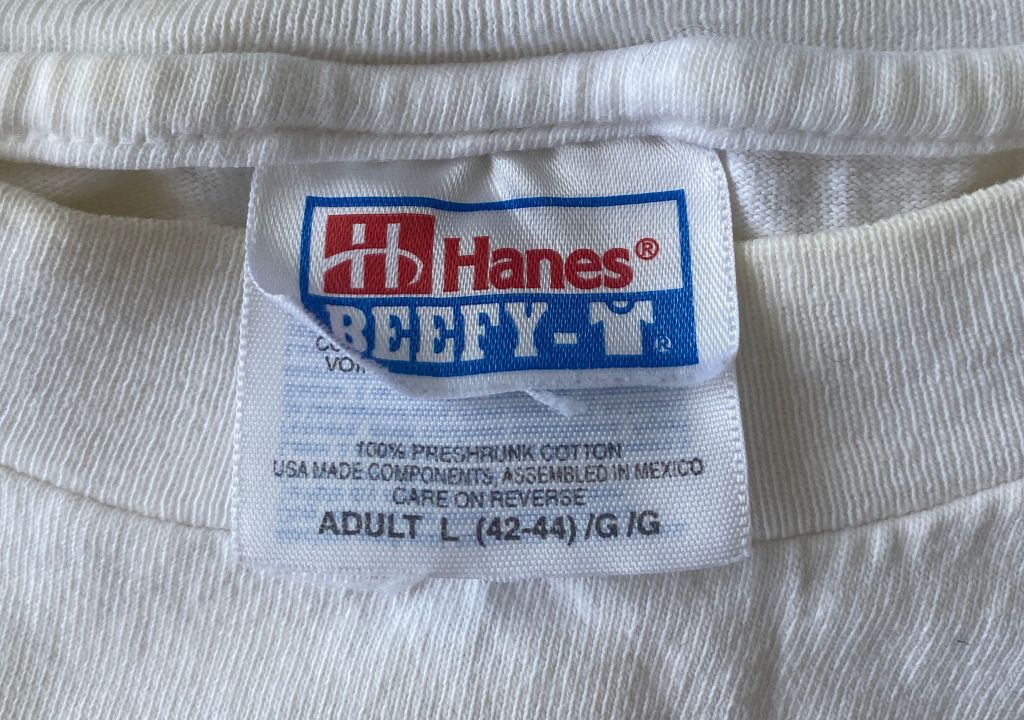 H Hanes®
BEEFY-T®
100% PRESHRUNK COTTON
USA MADE COMPONENTS, ASSEMBLED IN MEXICO
CARE ON REVERSE
ADULT L (42-44) /G /G